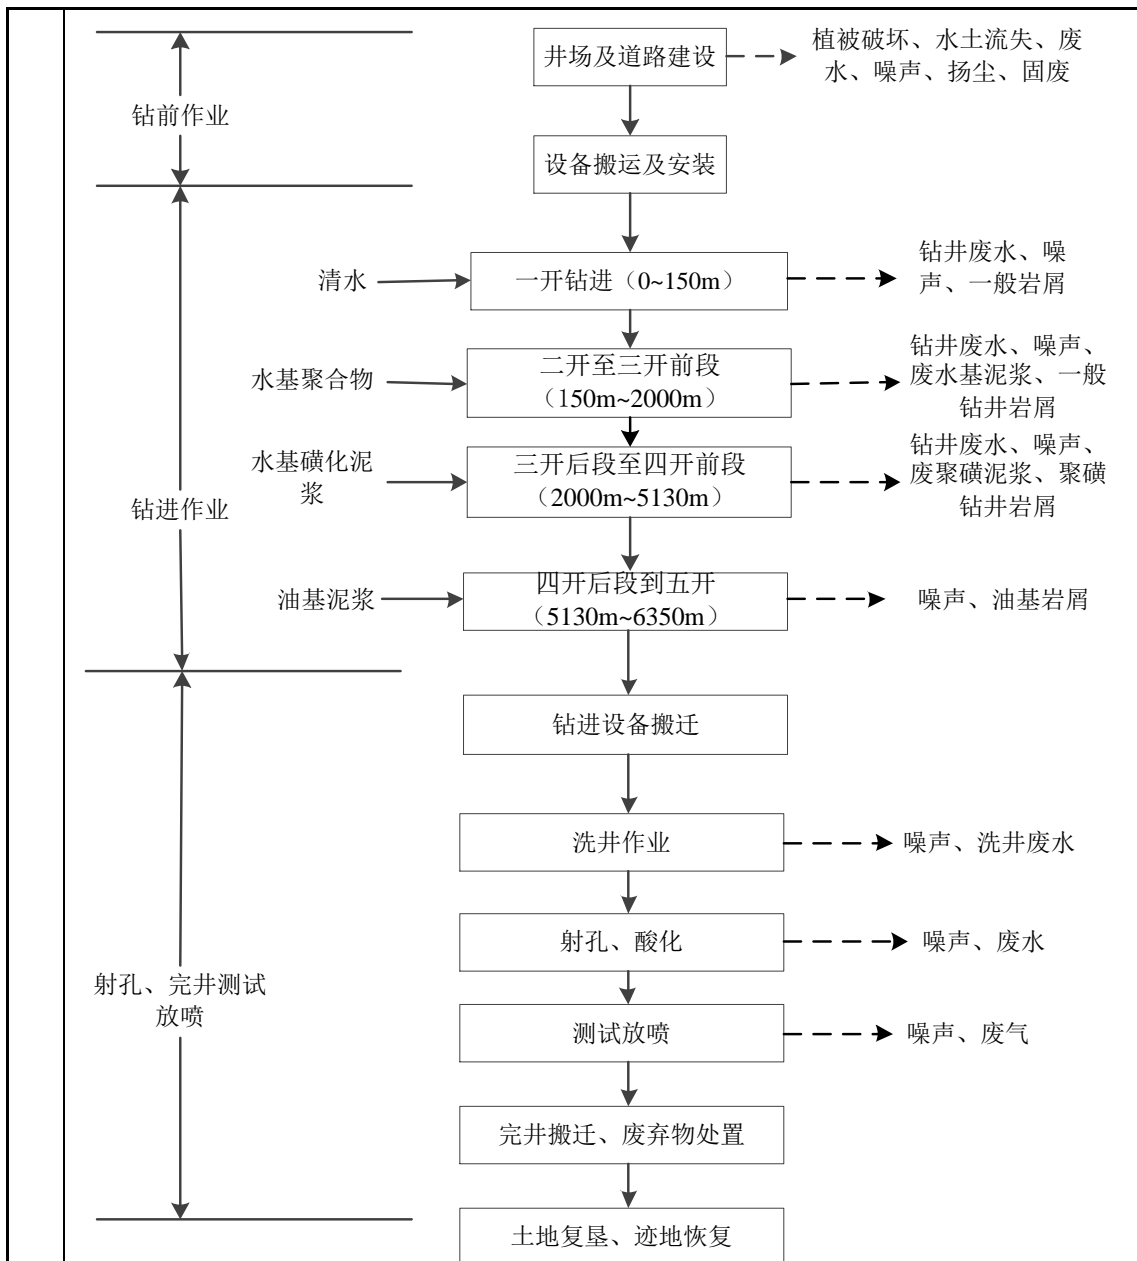 井场及道路建设
植被破坏、水土流失、废
水、噪声、扬尘、固废
钻前作业
设备搬运及安装
清水
一开钻进（0~150m）
钻井废水、噪
声、一般岩屑
水基聚合物
二开至三开前段
（150m~2000m）
钻井废水、噪声、
废水基泥浆、一般
钻井岩屑
水基磺化泥
浆
三开后段至四开前段
（2000m~5130m）
钻井废水、噪声、
废聚磺泥浆、聚磺
钻井岩屑
钻进作业
油基泥浆
四开后段到五开
（5130m~6350m）
噪声、油基岩屑
钻进设备搬迁
洗井作业
噪声、洗井废水
射孔、酸化
噪声、废水
射孔、完井测试
放喷
测试放喷
噪声、废气
完井搬迁、废弃物处置
土地复垦、迹地恢复